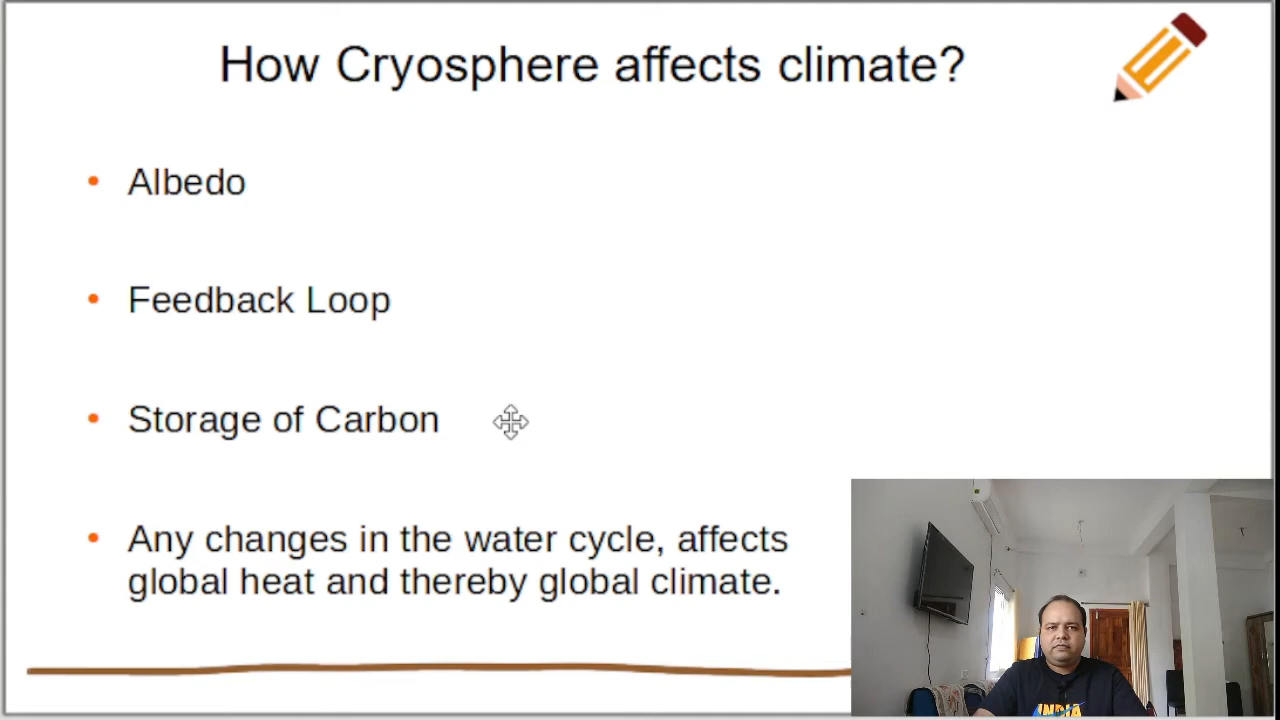 How Cryosphere affects climate?
Albedo
Feedback Loop
Storage of Carbon
Any changes in the water cycle, affects
global heat and thereby global climate.
INDIA